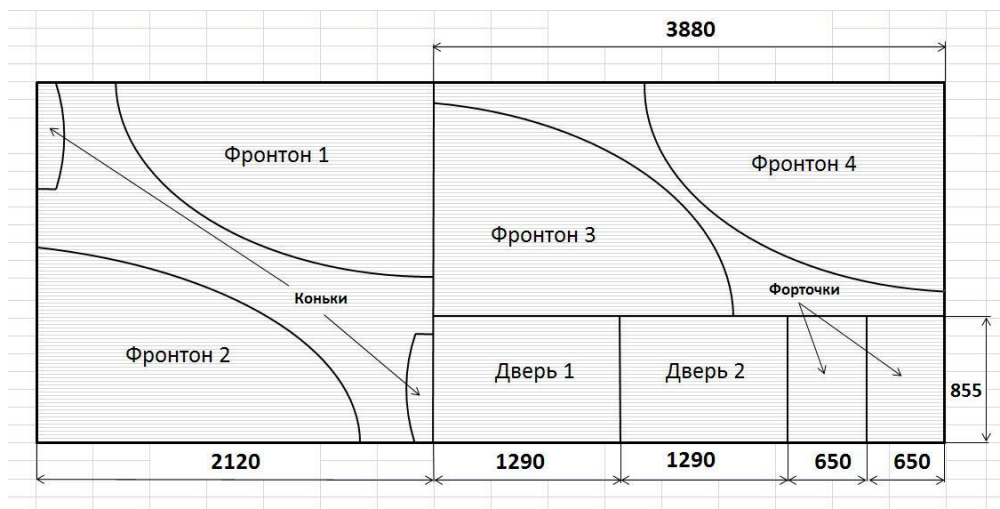 3880
Фронтон 1
Фронтон 4
Фронтон 3
Форточки
Коньки
Фронтон 2
Дверь 1
Дверь 2
855
2120
1290
1290
650
650